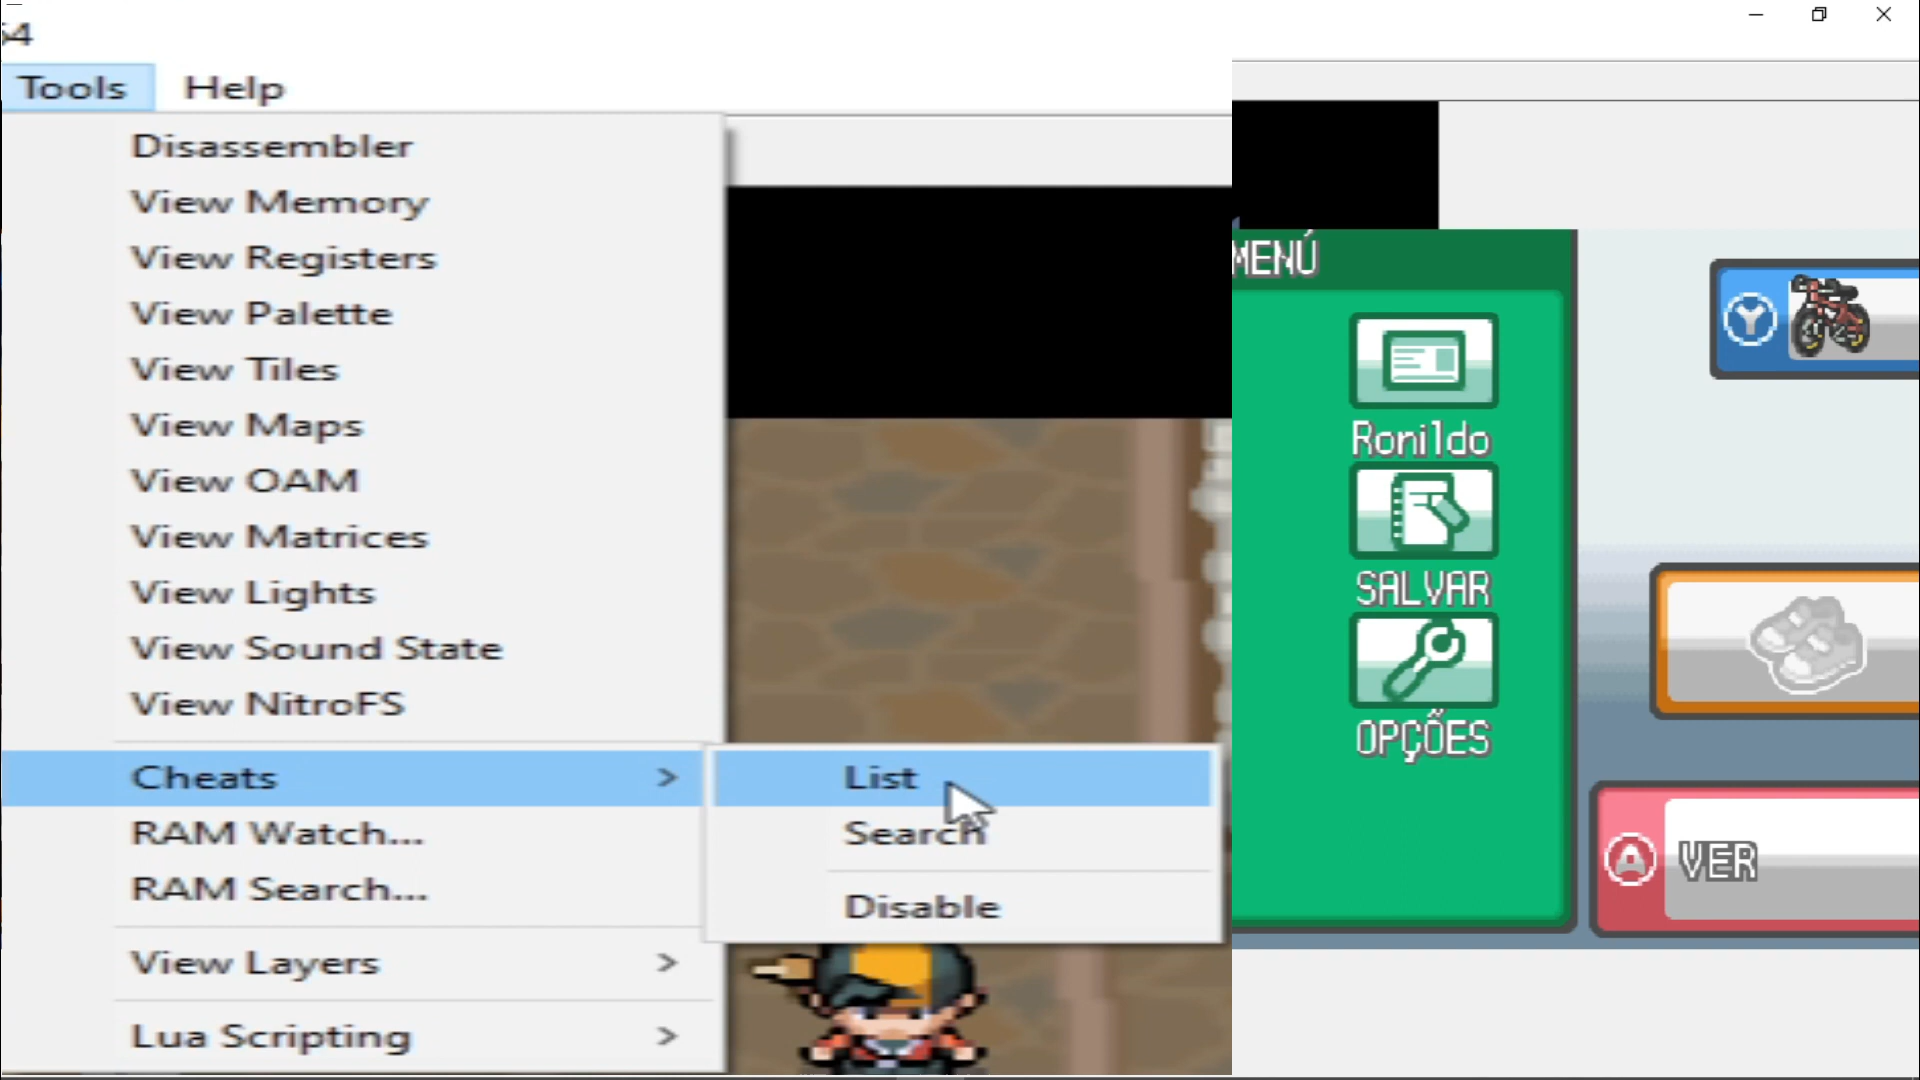 64
Tools Help
Disassembler
View Memory
View Registers
View Palette
View Tiles
View Maps
View OAM
View Matrices
View Lights
View Sound State
View NitroFS
Cheats >
List
RAM Watch...
Search
RAM Search...
Disable
View Layers >
Lua Scripting >
MENÚ
Y
Ronildo
SALVAR
OPÇÕES
A VER